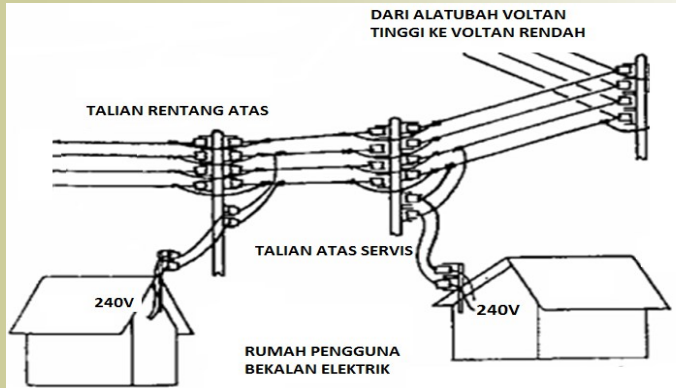 DARI ALATUBAH VOLTAN
TINGGI KE VOLTAN RENDAH
TALIAN RENTANG ATAS
TALIAN ATAS SERVIS
240V
240V
RUMAH PENGGUNA
BEKALAN ELEKTRIK